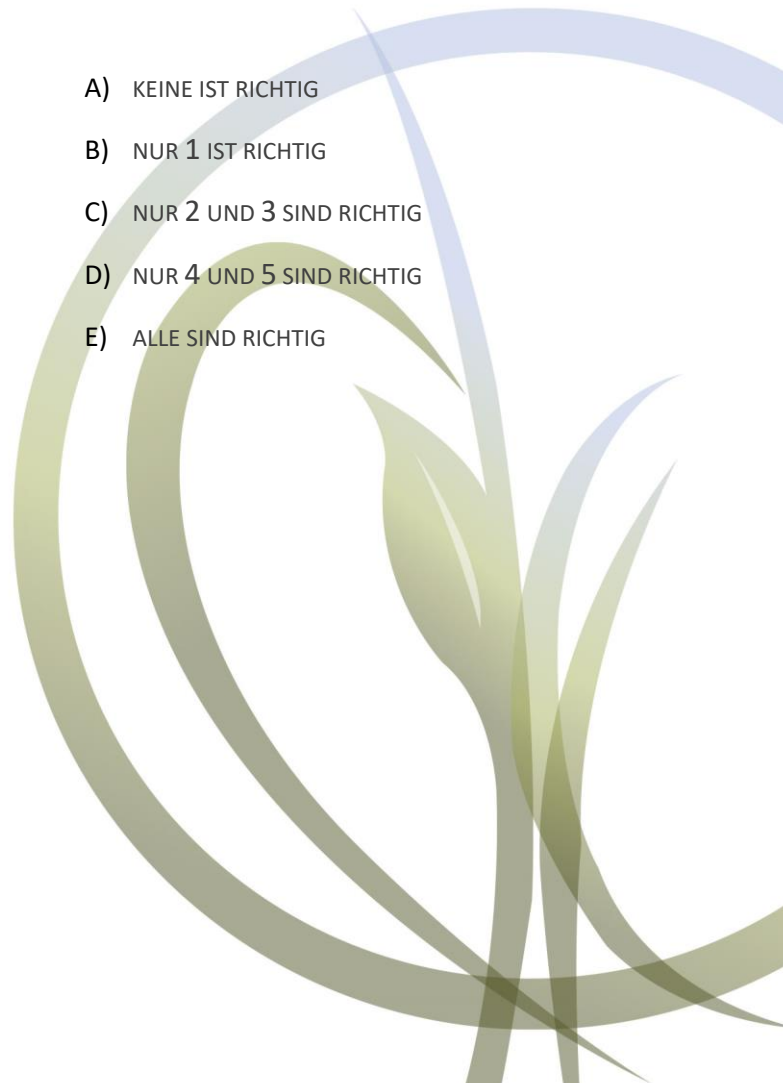 A) KEINE IST RICHTIG
B) NUR 1 IST RICHTIG
C) NUR 2 UND 3 SIND RICHTIG
D) NUR 4 UND 5 SIND RICHTIG
E) ALLE SIND RICHTIG